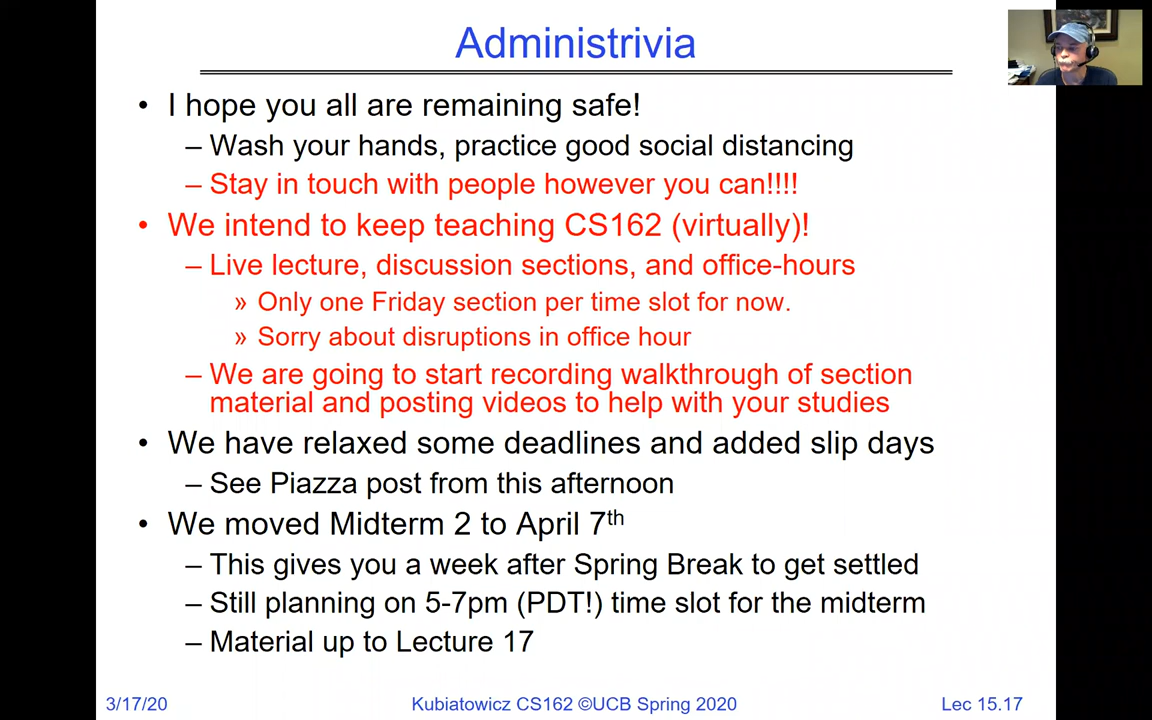 Administrivia
• I hope you all are remaining safe!
– Wash your hands, practice good social distancing
– Stay in touch with people however you can!!!!
• We intend to keep teaching CS162 (virtually)!
– Live lecture, discussion sections, and office-hours
» Only one Friday section per time slot for now.
» Sorry about disruptions in office hour
– We are going to start recording walkthrough of section
material and posting videos to help with your studies
• We have relaxed some deadlines and added slip days
– See Piazza post from this afternoon
• We moved Midterm 2 to April 7th
– This gives you a week after Spring Break to get settled
– Still planning on 5-7pm (PDT!) time slot for the midterm
– Material up to Lecture 17
3/17/20 Kubiatowicz CS162 ©UCB Spring 2020 Lec 15.17